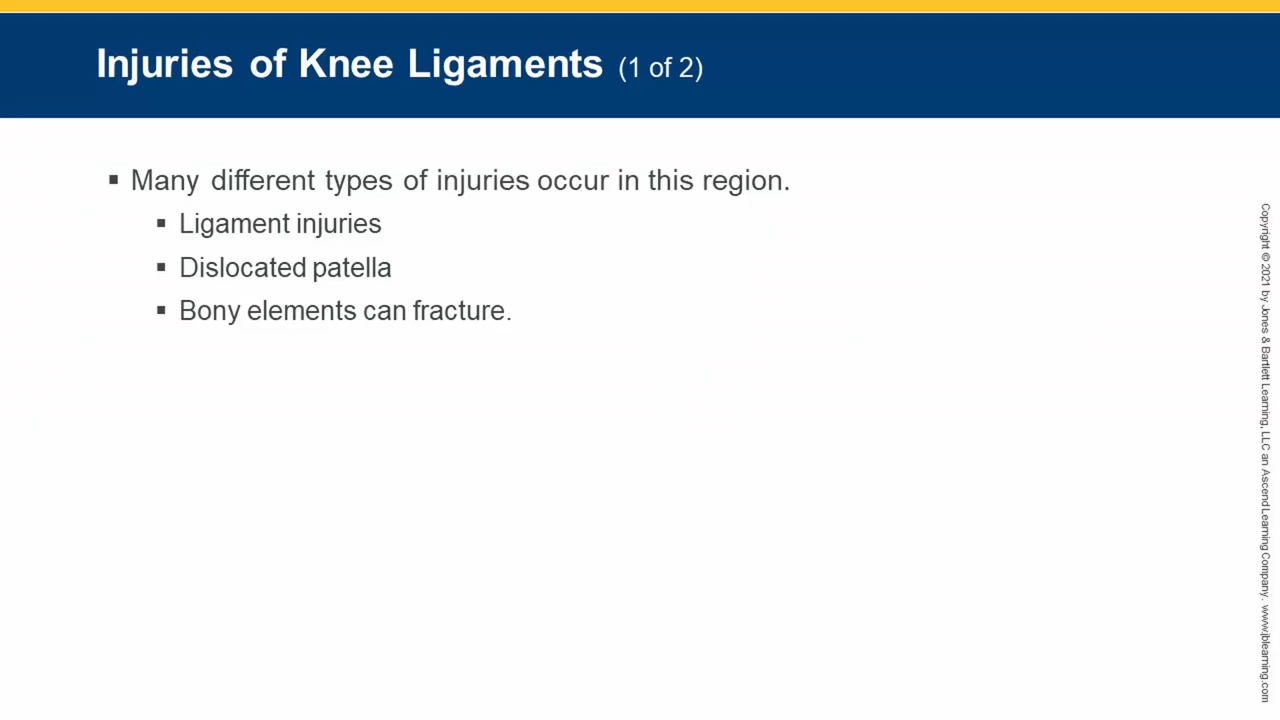 Injuries of Knee Ligaments (1 of 2)
▪ Many different types of injuries occur in this region.
▪ Ligament injuries
▪ Dislocated patella
▪ Bony elements can fracture.
Copyright © 2021 by Jones & Bartlett Learning, LLC an Ascend Learning Company. www.jblearning.com